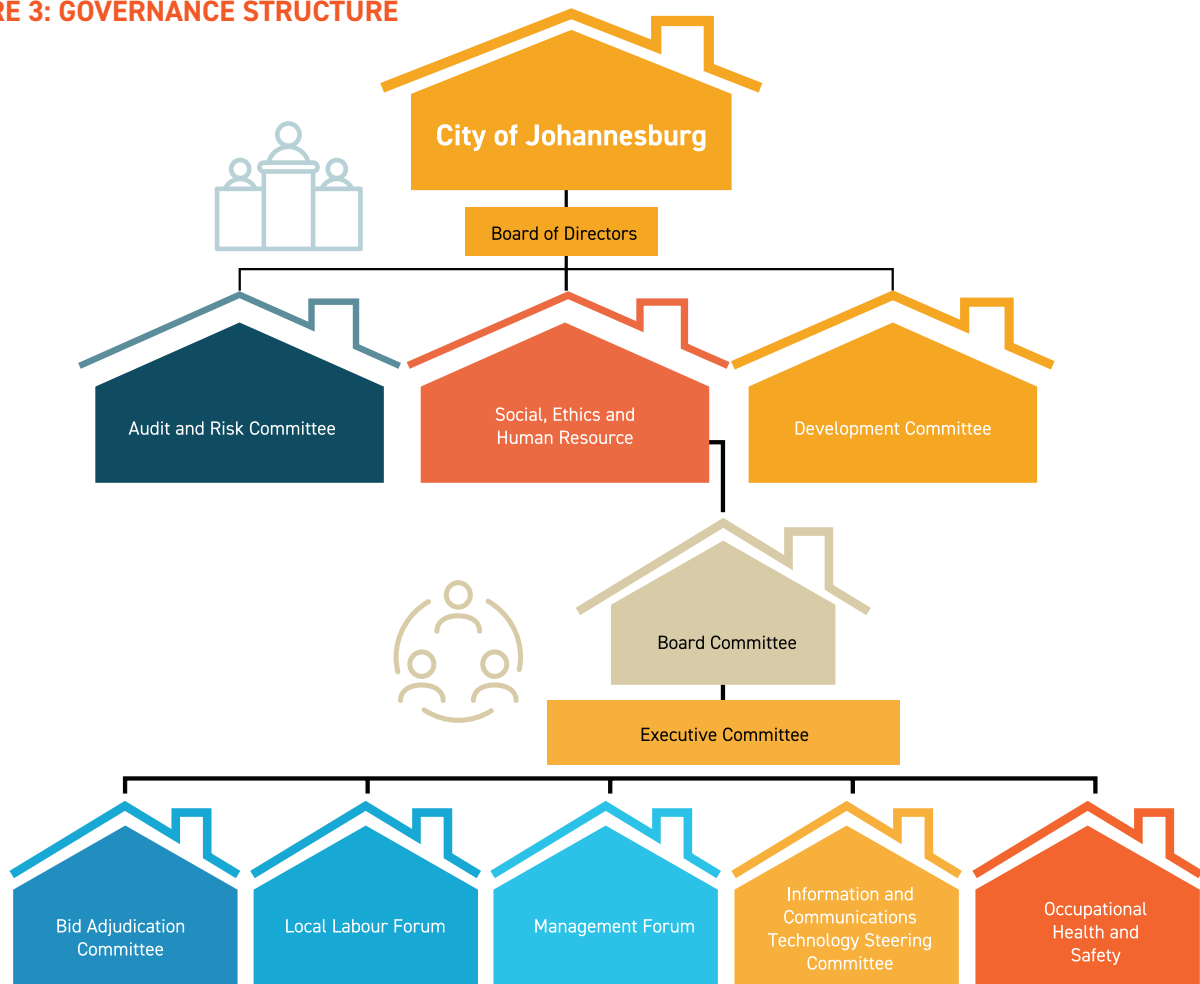 RE 3: GOVERNANCE STRUCTURE
City of Johannesburg
Board of Directors
Audit and Risk Committee
Social, Ethics and
Human Resource
Development Committee
Board Committee
Executive Committee
Bid Adjudication
Committee
Local Labour Forum
Management Forum
Information and
Communications
Technology Steering
Committee
Occupational
Health and
Safety